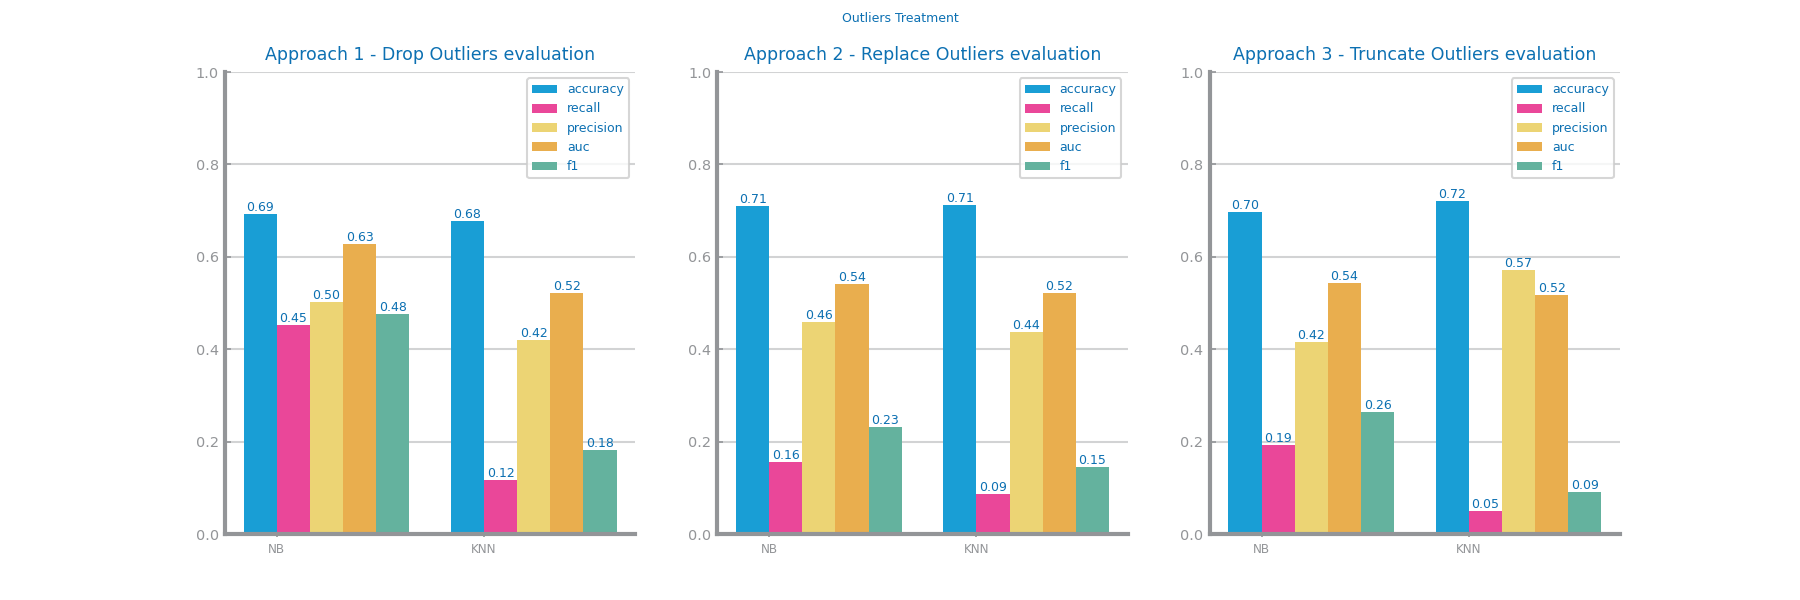 Outliers Treatment
Approach 1 - Drop Outliers evaluation
1.0
0.8
0.6
0.4
0.2
0.0
accuracy
recall
precision
auc
f1
0.69
0.45
0.50
0.63
0.48
0.68
0.12
0.42
0.52
0.18
NB
KNN
Approach 2 - Replace Outliers evaluation
1.0
0.8
0.6
0.4
0.2
0.0
accuracy
recall
precision
auc
f1
0.71
0.16
0.46
0.54
0.23
0.71
0.09
0.44
0.52
0.15
NB
KNN
Approach 3 - Truncate Outliers evaluation
1.0
0.8
0.6
0.4
0.2
0.0
accuracy
recall
precision
auc
f1
0.70
0.19
0.42
0.54
0.26
0.72
0.05
0.57
0.52
0.09
NB
KNN